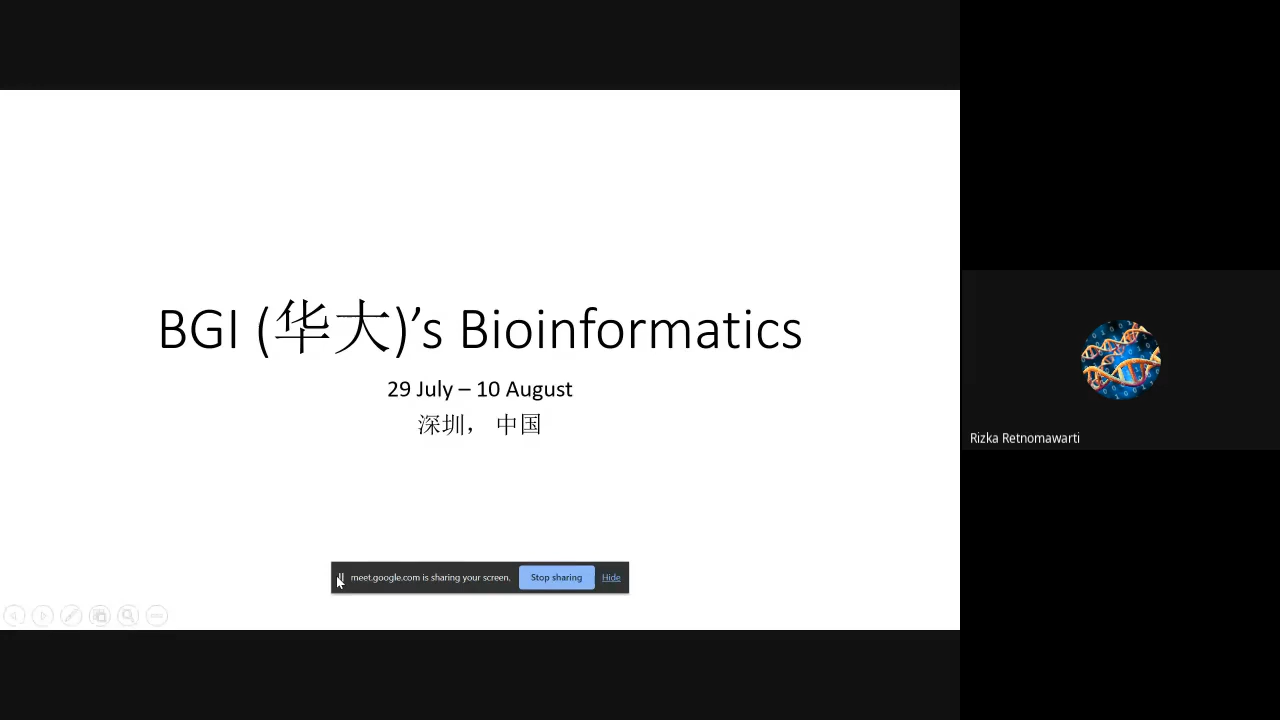 BGI (华大)’s Bioinformatics
29 July – 10 August
深圳， 中国
meet.google.com is sharing your screen.
Stop sharing
Hide
Rizka Retnomawarti